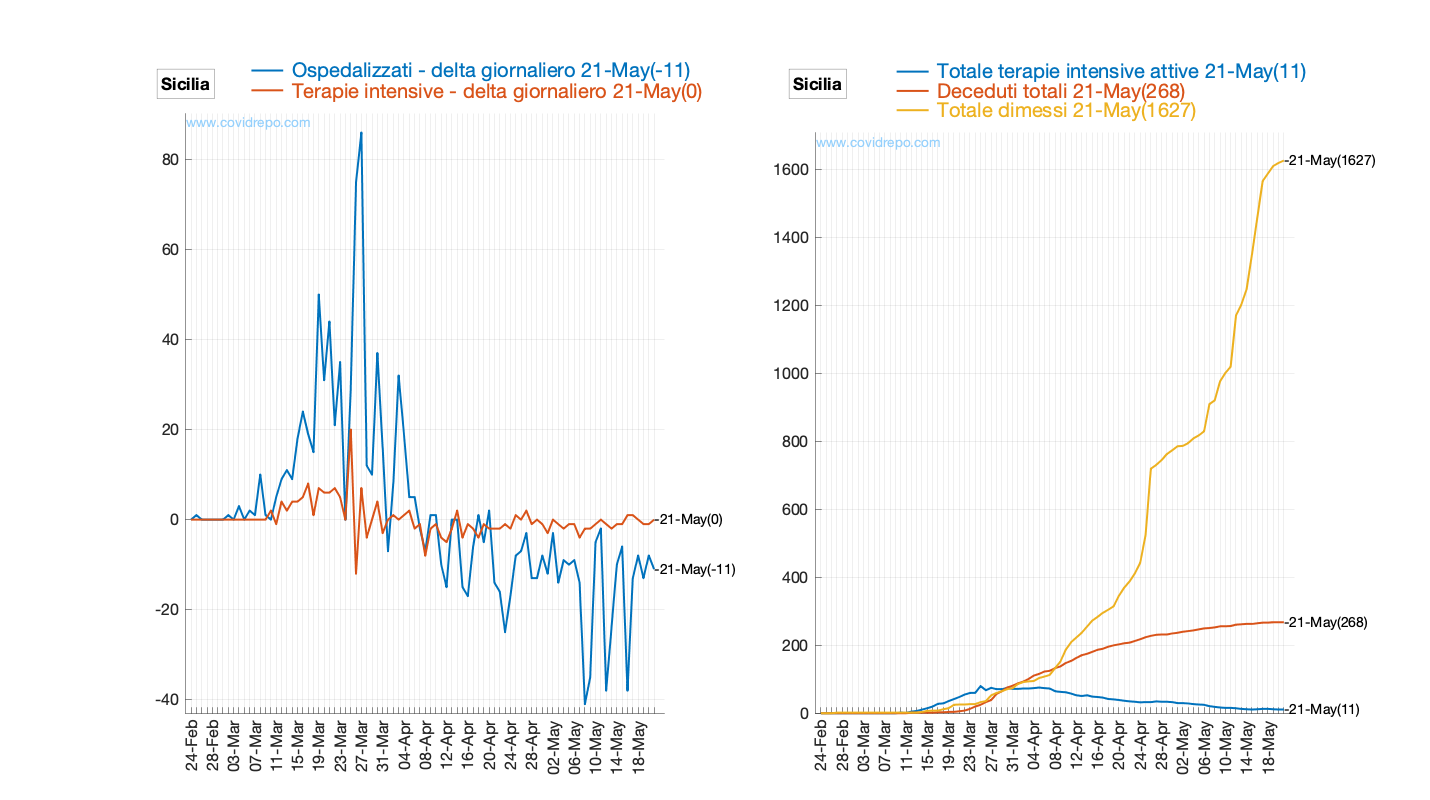 Sicilia
Ospedalizzati - delta giornaliero 21-May(-11)
Terapie intensive - delta giornaliero 21-May(0)
www.covidrepo.com
80
60
40
20
0
-20
-40
-21-May(0)
-21-May(-11)
24-Feb
28-Feb
03-Mar
07-Mar
11-Mar
15-Mar
19-Mar
23-Mar
27-Mar
31-Mar
04-Apr
08-Apr
12-Apr
16-Apr
20-Apr
24-Apr
28-Apr
02-May
06-May
10-May
14-May
18-May
Sicilia
Totale terapie intensive attive 21-May(11)
Deceduti totali 21-May(268)
Totale dimessi 21-May(1627)
www.covidrepo.com
1600
1400
1200
1000
800
600
400
200
0
-21-May(1627)
-21-May(268)
-21-May(11)
24-Feb
28-Feb
03-Mar
07-Mar
11-Mar
15-Mar
19-Mar
23-Mar
27-Mar
31-Mar
04-Apr
08-Apr
12-Apr
16-Apr
20-Apr
24-Apr
28-Apr
02-May
06-May
10-May
14-May
18-May